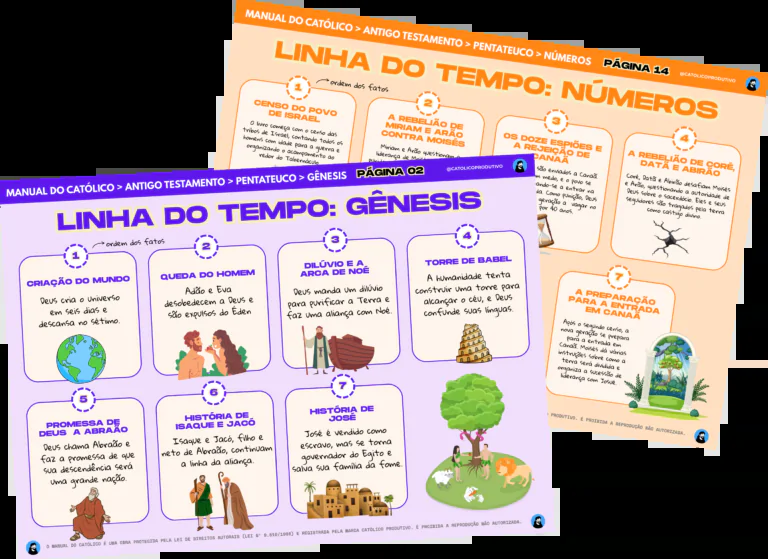 MANUAL DO CATÓLICO > ANTIGO TESTAMENTO > PENTATEUCO > NÚMEROS PÁGINA 14 @CATOLICOPRODUTIVO
LINHA DO TEMPO: NÚMEROS
1
ordem dos fatos
CENSO DO POVO
DE ISRAEL
O livro começa com o censo das
tribos de Israel, contando todos os
homens com idade para a guerra e
organizando o acampamento ao
redor do Tabernáculo.
2
A REBELIÃO DE
MIRIAM E ARÃO
CONTRA MOISÉS
Miriam e Arão
liderança de
3
OS DOZE ESPIÕES E
A REJEIÇÃO DE
CANAÃ
são enviados a Canaã
medo, e o povo se
a entrar na
Como punição, Deus
geração a vagar no
por 40 anos.
4
A REBELIÃO DE CORÉ,
DATÃ E ABIRÃO
Coré, Datã e Abirão desafiam Moisés
e Arão, questionando a autoridade de
Deus sobre o sacerdócio. Eles e seus
seguidores são tragados pela terra
como castigo divino.
7
A PREPARAÇÃO
PARA A ENTRADA
EM CANAÃ
Após o segundo censo, a
nova geração se prepara
para a entrada em
Canaã. Moisés dá várias
instruções sobre como a
terra será dividida e
organiza a sucessão de
liderança com Josué.
PRODUTIVO. É PROIBIDA A REPRODUÇÃO NÃO AUTORIZADA.
MANUAL DO CATÓLICO > ANTIGO TESTAMENTO > PENTATEUCO > GÊNESIS PÁGINA 02 @CATOLICOPRODUTIVO
LINHA DO TEMPO: GÊNESIS
1
ordem dos fatos
CRIAÇÃO DO MUNDO
Deus cria o universo
em seis dias e
descansa no sétimo.
2
QUEDA DO HOMEM
Adão e Eva
desobedecem a Deus e
são expulsos do Éden
3
DILÚVIO E A
ARCA DE NOÉ
Deus manda um dilúvio
para purificar a Terra e
faz uma aliança com Noé.
4
TORRE DE BABEL
A humanidade tenta
construir uma torre para
alcançar o céu, e Deus
confunde suas línguas.
5
PROMESSA DE
DEUS A ABRAÃO
Deus chama Abraão e
faz a promessa de que
sua descendência será
uma grande nação.
6
HISTÓRIA DE
ISAQUE E JACÓ
Isaque e Jacó, filho e
neto de Abraão, continuam
a linha da aliança.
7
HISTÓRIA DE
JOSÉ
José é vendido como
escravo, mas se torna
governador do Egito e
salva sua família da fome.
O MANUAL DO CATÓLICO É UMA OBRA PROTEGIDA PELA LEI DE DIREITOS AUTORAIS (LEI Nº 9.610/1998) E REGISTRADA PELA MARCA CATÓLICO PRODUTIVO. É PROIBIDA A REPRODUÇÃO NÃO AUTORIZADA.